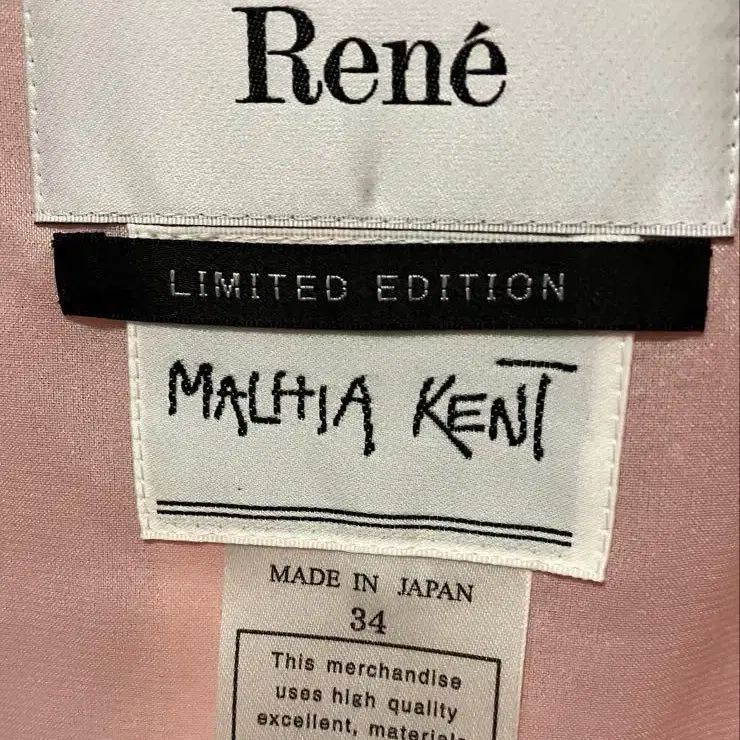 René
LIMITED EDITION
MALHIA KENT
MADE IN JAPAN
34
This merchandise
uses high quality
excellent, materials